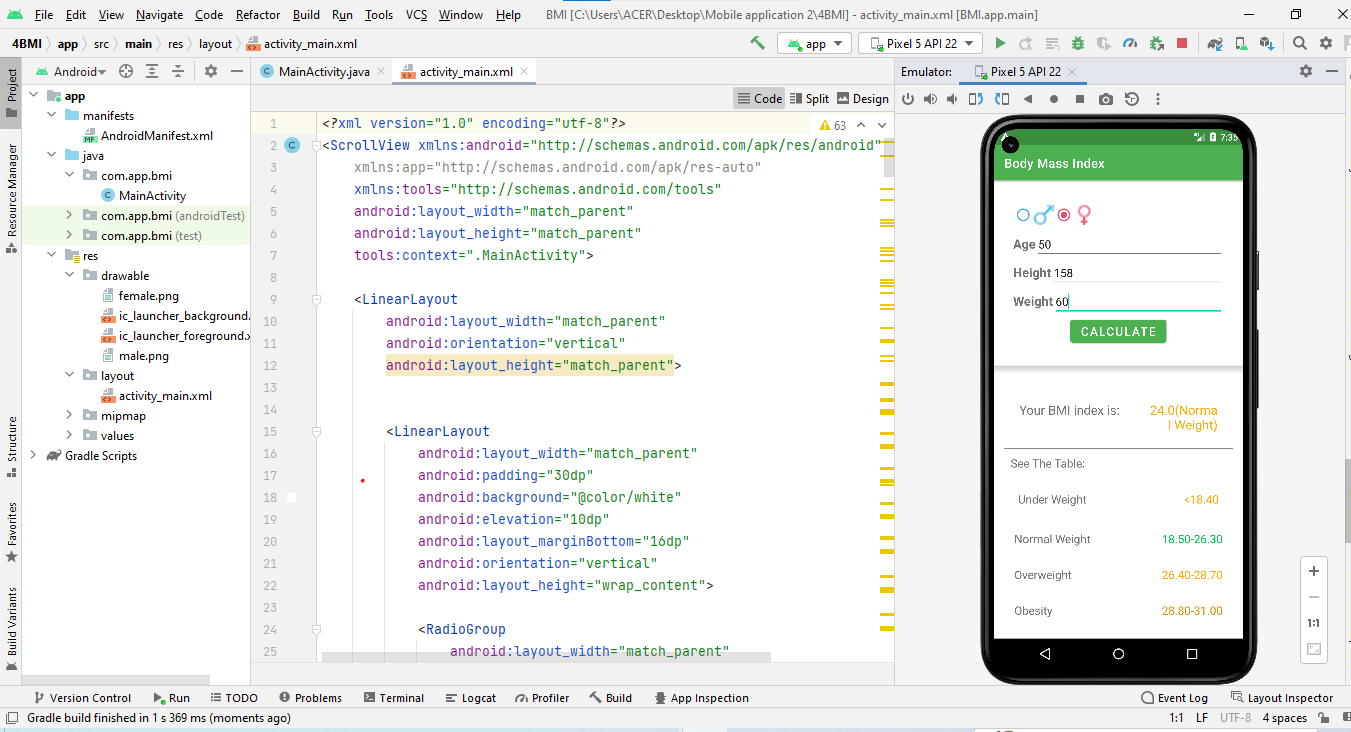 File Edit View Navigate Code Refactor Build Run Tools VCS Window Help BMI [C:\Users\ACER\Desktop\Mobile application 2\4BMI] - activity_main.xml [BMI.app.main]
4BMI app src main res layout activity_main.xml app Pixel 5 API 22
Project
Resource Manager
Structure
Favorites
Build Variants
Android
app
manifests
AndroidManifest.xml
java
com.app.bmi
MainActivity
com.app.bmi (androidTest)
com.app.bmi (test)
res
drawable
female.png
ic_launcher_background.
ic_launcher_foreground.x
male.png
layout
activity_main.xml
mipmap
values
Gradle Scripts
MainActivity.java activity_main.xml
Code Split Design
63
1 <?xml version="1.0" encoding="utf-8"?>
2 <ScrollView xmlns:android="http://schemas.android.com/apk/res/android"
3 xmlns:app="http://schemas.android.com/apk/res-auto"
4 xmlns:tools="http://schemas.android.com/tools"
5 android:layout_width="match_parent"
6 android:layout_height="match_parent"
7 tools:context=".MainActivity">
8
9 <LinearLayout
10 android:layout_width="match_parent"
11 android:orientation="vertical"
12 android:layout_height="match_parent">
13
14
15 <LinearLayout
16 android:layout_width="match_parent"
17 android:padding="30dp"
18 android:background="@color/white"
19 android:elevation="10dp"
20 android:layout_marginBottom="16dp"
21 android:orientation="vertical"
22 android:layout_height="wrap_content">
23
24 <RadioGroup
25 android:layout_width="match_parent"
Emulator: Pixel 5 API 22
7:35
Body Mass Index
Age 50
Height 158
Weight 60
CALCULATE
Your BMI index is: 24.0(Norma
l Weight)
See The Table:
Under Weight <18.40
Normal Weight 18.50-26.30
Overweight 26.40-28.70
Obesity 28.80-31.00
1:1
Version Control Run TODO Problems Terminal Logcat Profiler Build App Inspection Event Log Layout Inspector
Gradle build finished in 1 s 369 ms (moments ago) 1:1 LF UTF-8 4 spaces